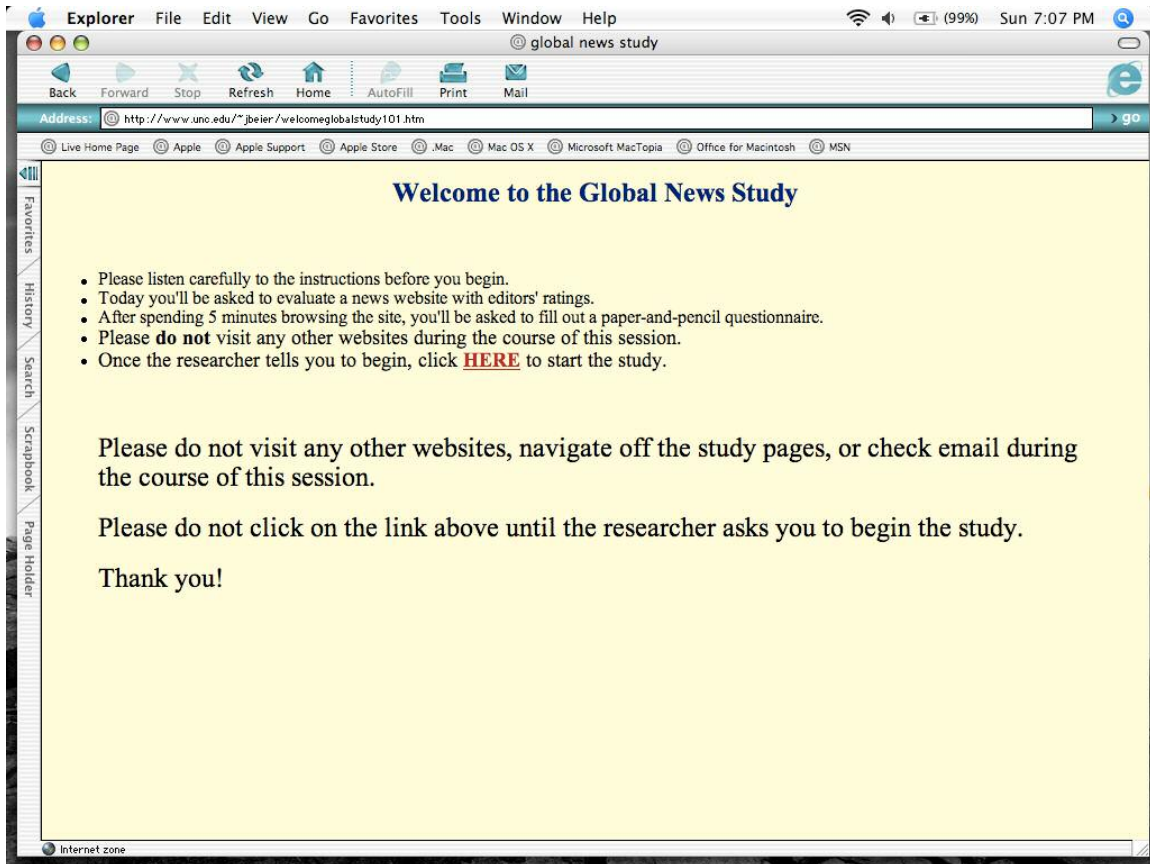 Explorer File Edit View Go Favorites Tools Window Help (99%) Sun 7:07 PM
global news study
Back Forward Stop Refresh Home AutoFill Print Mail
Address: http://www.unc.edu/~jbeier/welcomeglobalstudy101.htm go
Live Home Page Apple Apple Support Apple Store .Mac Mac OS X Microsoft MacTopia Office for Macintosh MSN
Favorites
History
Search
Scrapbook
Page Holder
Welcome to the Global News Study
• Please listen carefully to the instructions before you begin.
• Today you'll be asked to evaluate a news website with editors' ratings.
• After spending 5 minutes browsing the site, you'll be asked to fill out a paper-and-pencil questionnaire.
• Please do not visit any other websites during the course of this session.
• Once the researcher tells you to begin, click HERE to start the study.
Please do not visit any other websites, navigate off the study pages, or check email during
the course of this session.
Please do not click on the link above until the researcher asks you to begin the study.
Thank you!
Internet zone